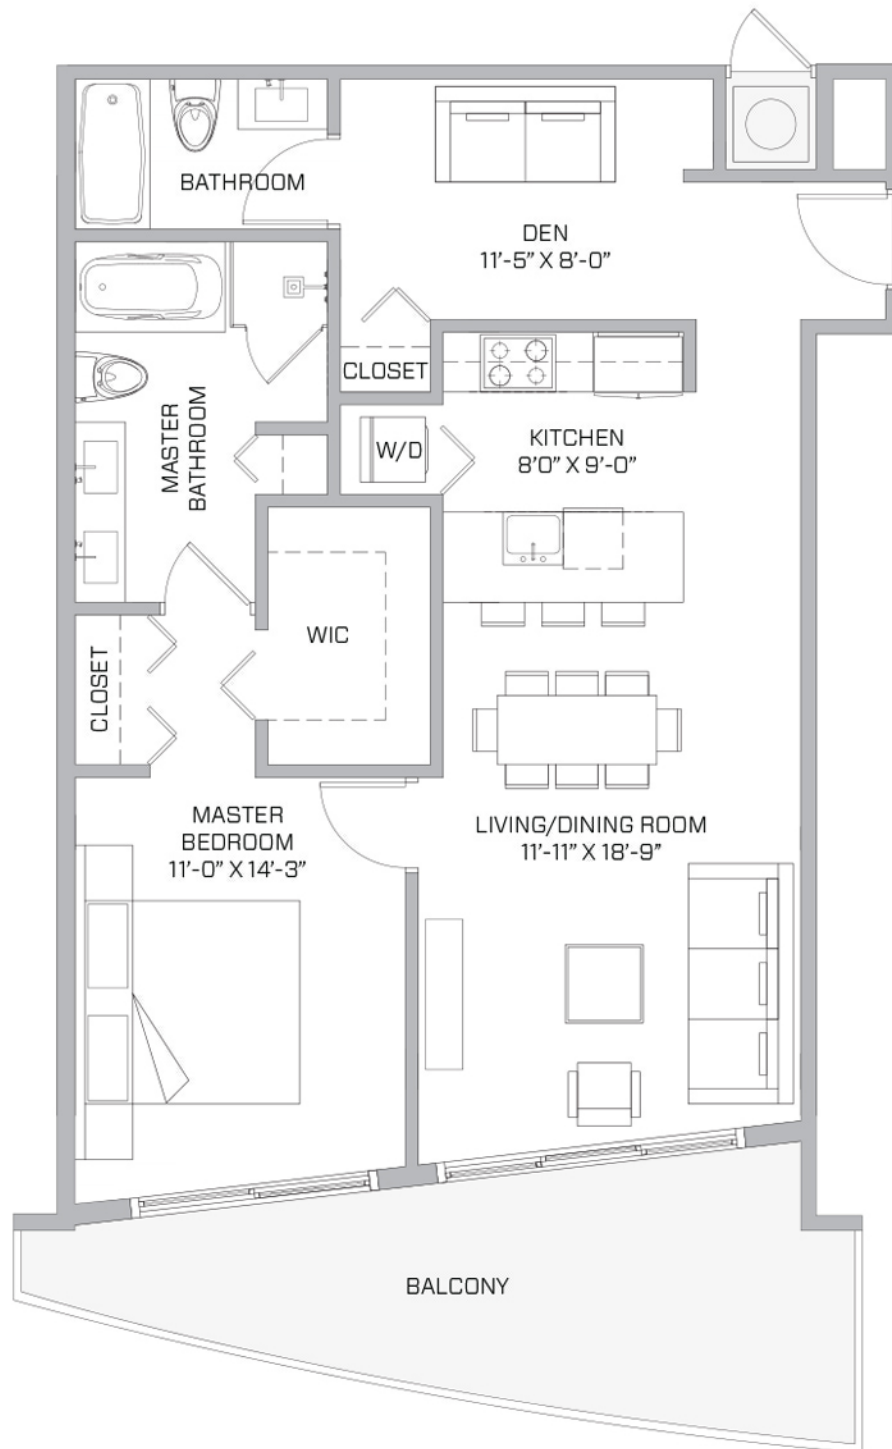 BATHROOM
DEN
11'-5” X 8'-0”
CLOSET
W/D
KITCHEN
8'0” X 9'-0”
MASTER
BATHROOM
WIC
CLOSET
MASTER
BEDROOM
11'-0” X 14'-3”
LIVING/DINING ROOM
11'-11” X 18'-9”
BALCONY